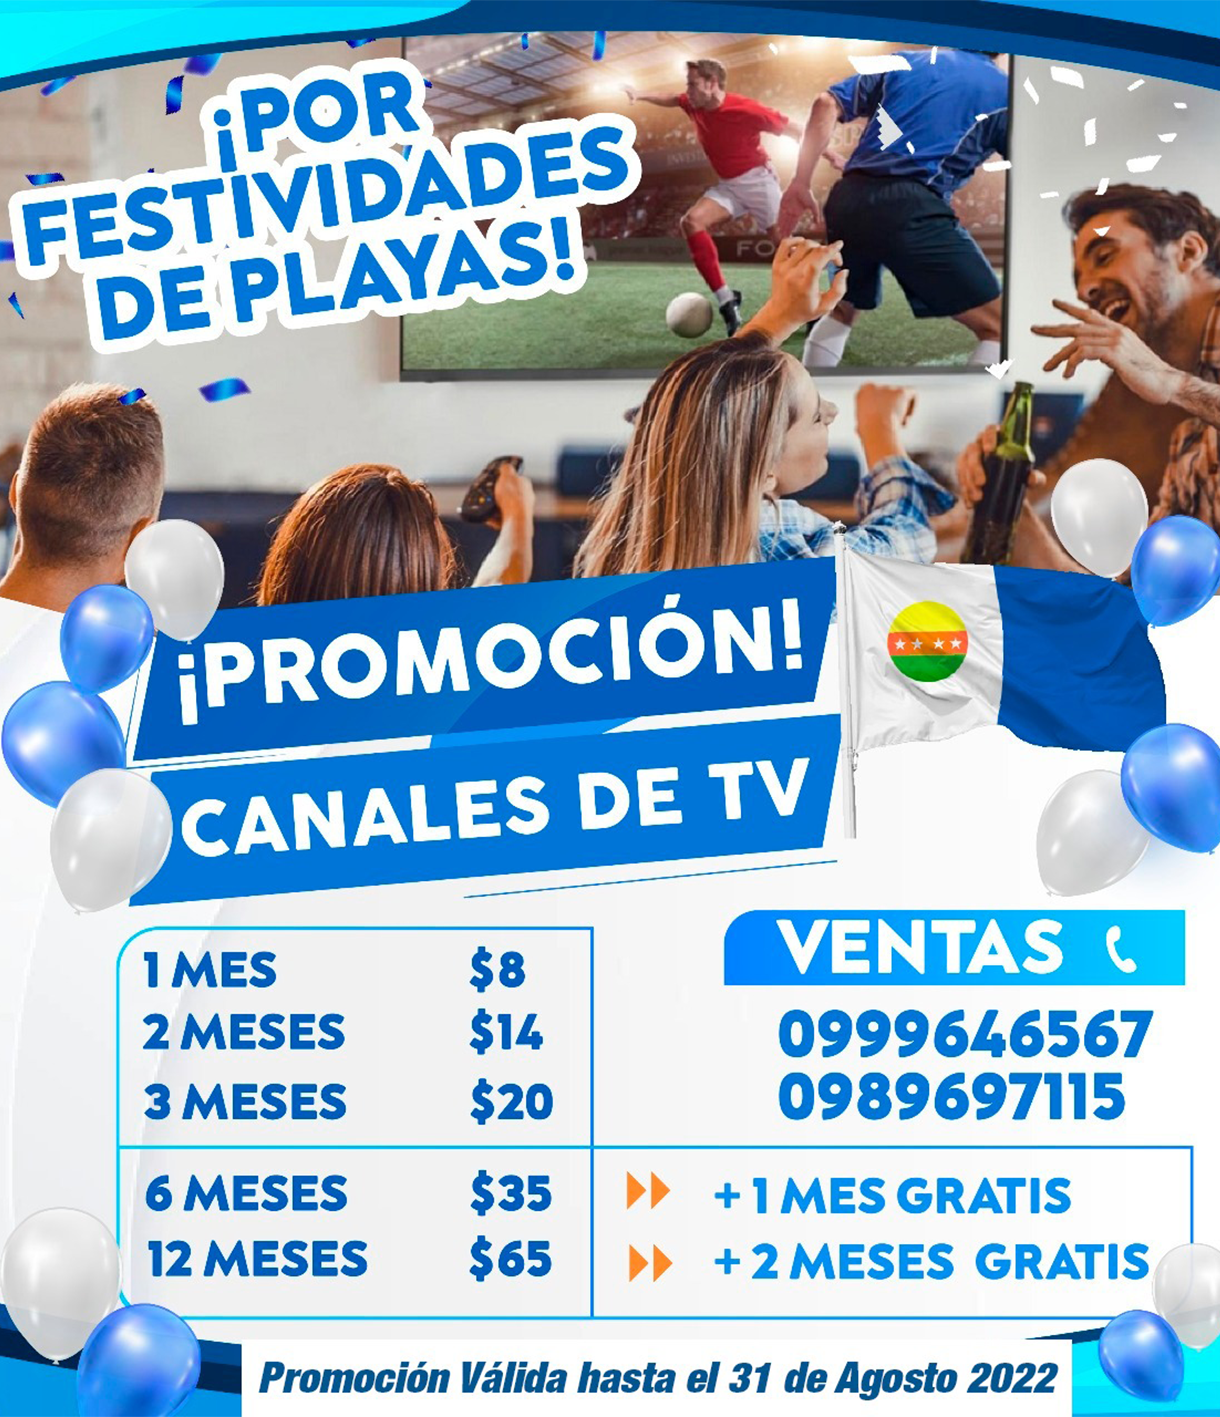 ¡POR
FESTIVIDADES
DE PLAYAS!
FO
¡PROMOCIÓN!
CANALES DE TV
1 MES $8
2 MESES $14
3 MESES $20
VENTAS
0999646567
0989697115
6 MESES $35 + 1 MES GRATIS
12 MESES $65 + 2 MESES GRATIS
Promoción Válida hasta el 31 de Agosto 2022